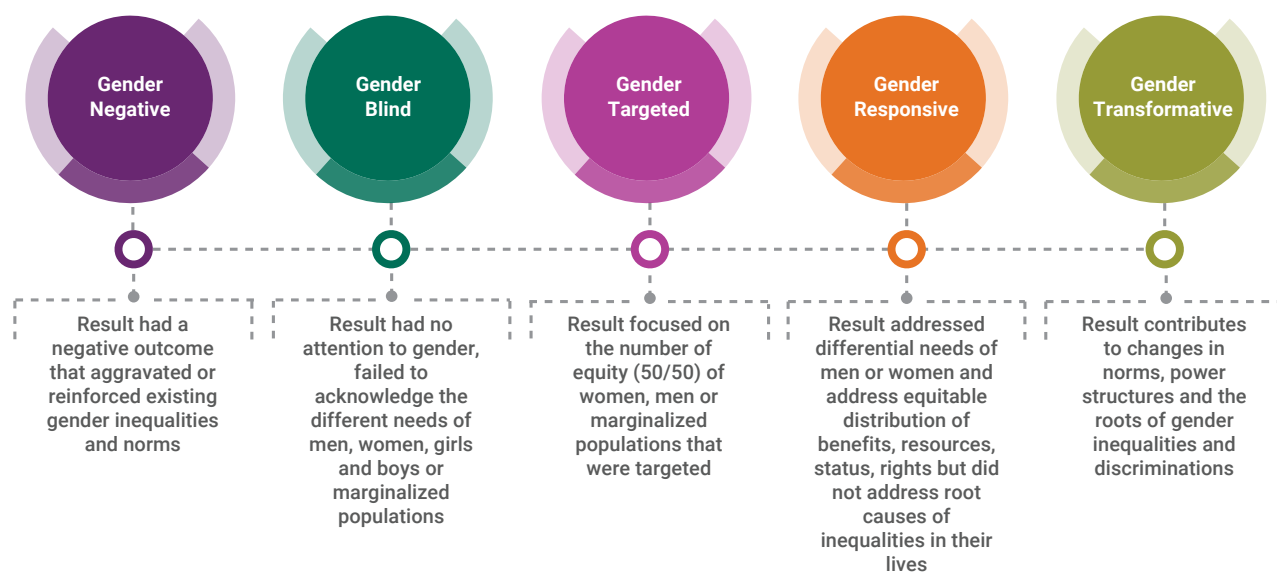 Gender
Negative
Gender
Blind
Gender
Targeted
Gender
Responsive
Gender
Transformative
Result had a
negative outcome
that aggravated or
reinforced existing
gender inequalities
and norms
Result had no
attention to gender,
failed to
acknowledge the
different needs of
men, women, girls
and boys or
marginalized
populations
Result focused on
the number of
equity (50/50) of
women, men or
marginalized
populations that
were targeted
Result addressed
differential needs of
men or women and
address equitable
distribution of
benefits, resources,
status, rights but did
not address root
causes of
inequalities in their
lives
Result contributes
to changes in
norms, power
structures and the
roots of gender
inequalities and
discriminations